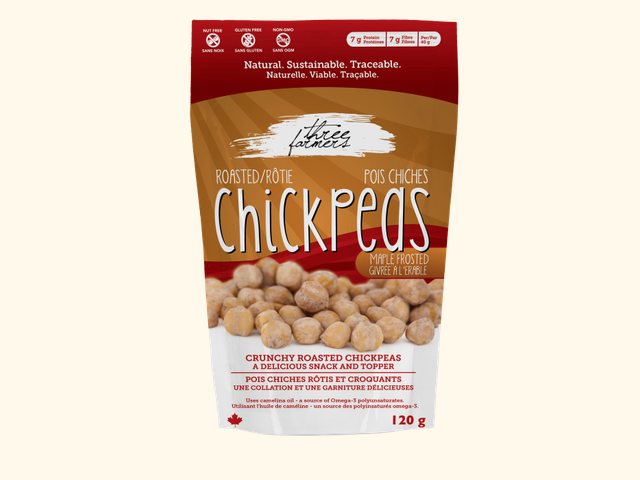 NUT FREE
SANS NOIX
GLUTEN FREE
SANS GLUTEN
NON-GMO
SANS OGM
7 g Protein
Protéines
7 g Fibre
Fibres
Per/Par
40 g
Natural. Sustainable. Traceable.
Naturelle. Viable. Traçable.
three
farmers
ROASTED/RÔTIE
POIS CHICHES
chickpeas
MAPLE FROSTED
GIVRÉE À L'ÉRABLE
CRUNCHY ROASTED CHICKPEAS
A DELICIOUS SNACK AND TOPPER
POIS CHICHES RÔTIS ET CROQUANTS
UNE COLLATION ET UNE GARNITURE DÉLICIEUSES
Uses camelina oil - a source of Omega-3 polyunsaturates.
Utilisant l'huile de caméline - un source des polyinsaturés omega-3.
120 g